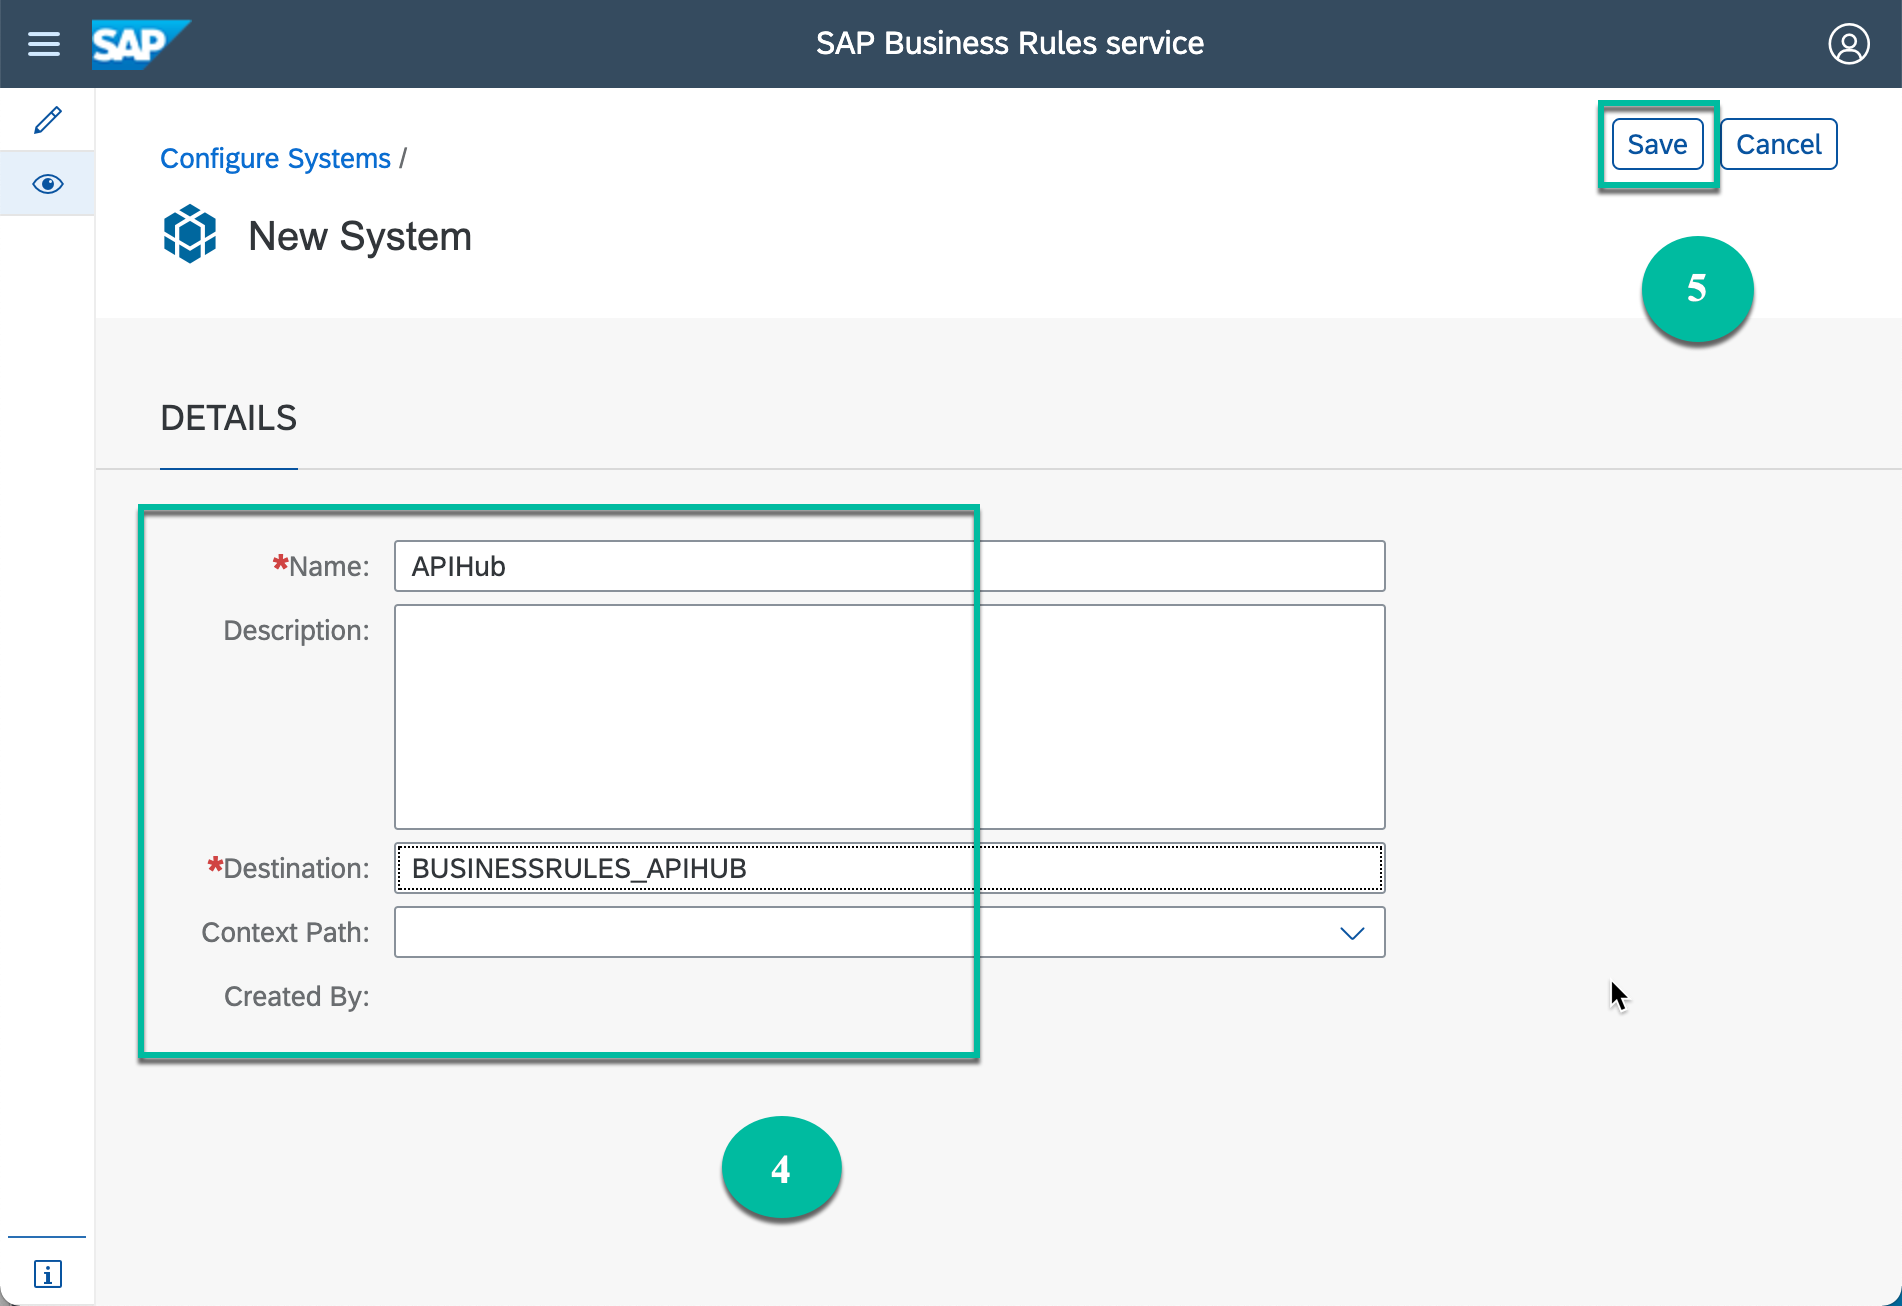 SAP
SAP Business Rules service
Configure Systems /
Save
Cancel
New System
5
DETAILS
*Name: APIHub
Description:
*Destination: BUSINESSRULES_APIHUB
Context Path:
Created By:
4